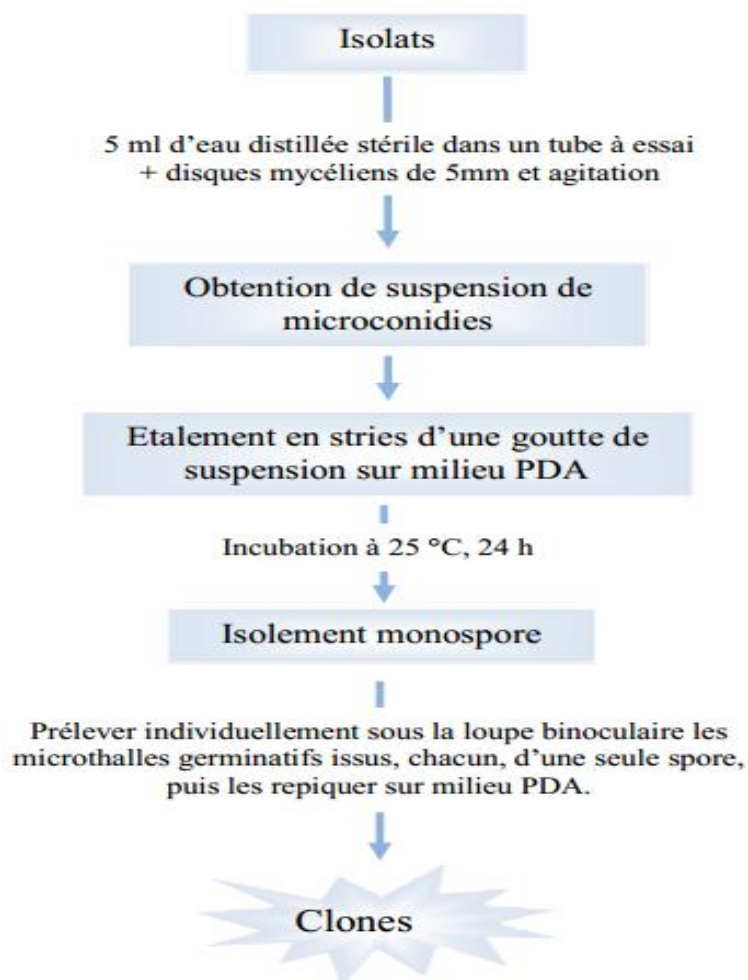 Isolats
5 ml d’eau distillée stérile dans un tube à essai
+ disques mycéliens de 5mm et agitation
Obtention de suspension de
microconidies
Etalement en stries d’une goutte de
suspension sur milieu PDA
Incubation à 25 °C, 24 h
Isolement monospore
Prélever individuellement sous la loupe binoculaire les
microthalles germinatifs issus, chacun, d’une seule spore,
puis les repiquer sur milieu PDA.
Clones